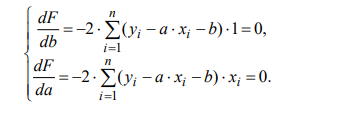 dF/db = –2 · ∑_{i=1}^{n} (y_i – a · x_i – b) · 1 = 0,
dF/da = –2 · ∑_{i=1}^{n} (y_i – a · x_i – b) · x_i = 0.